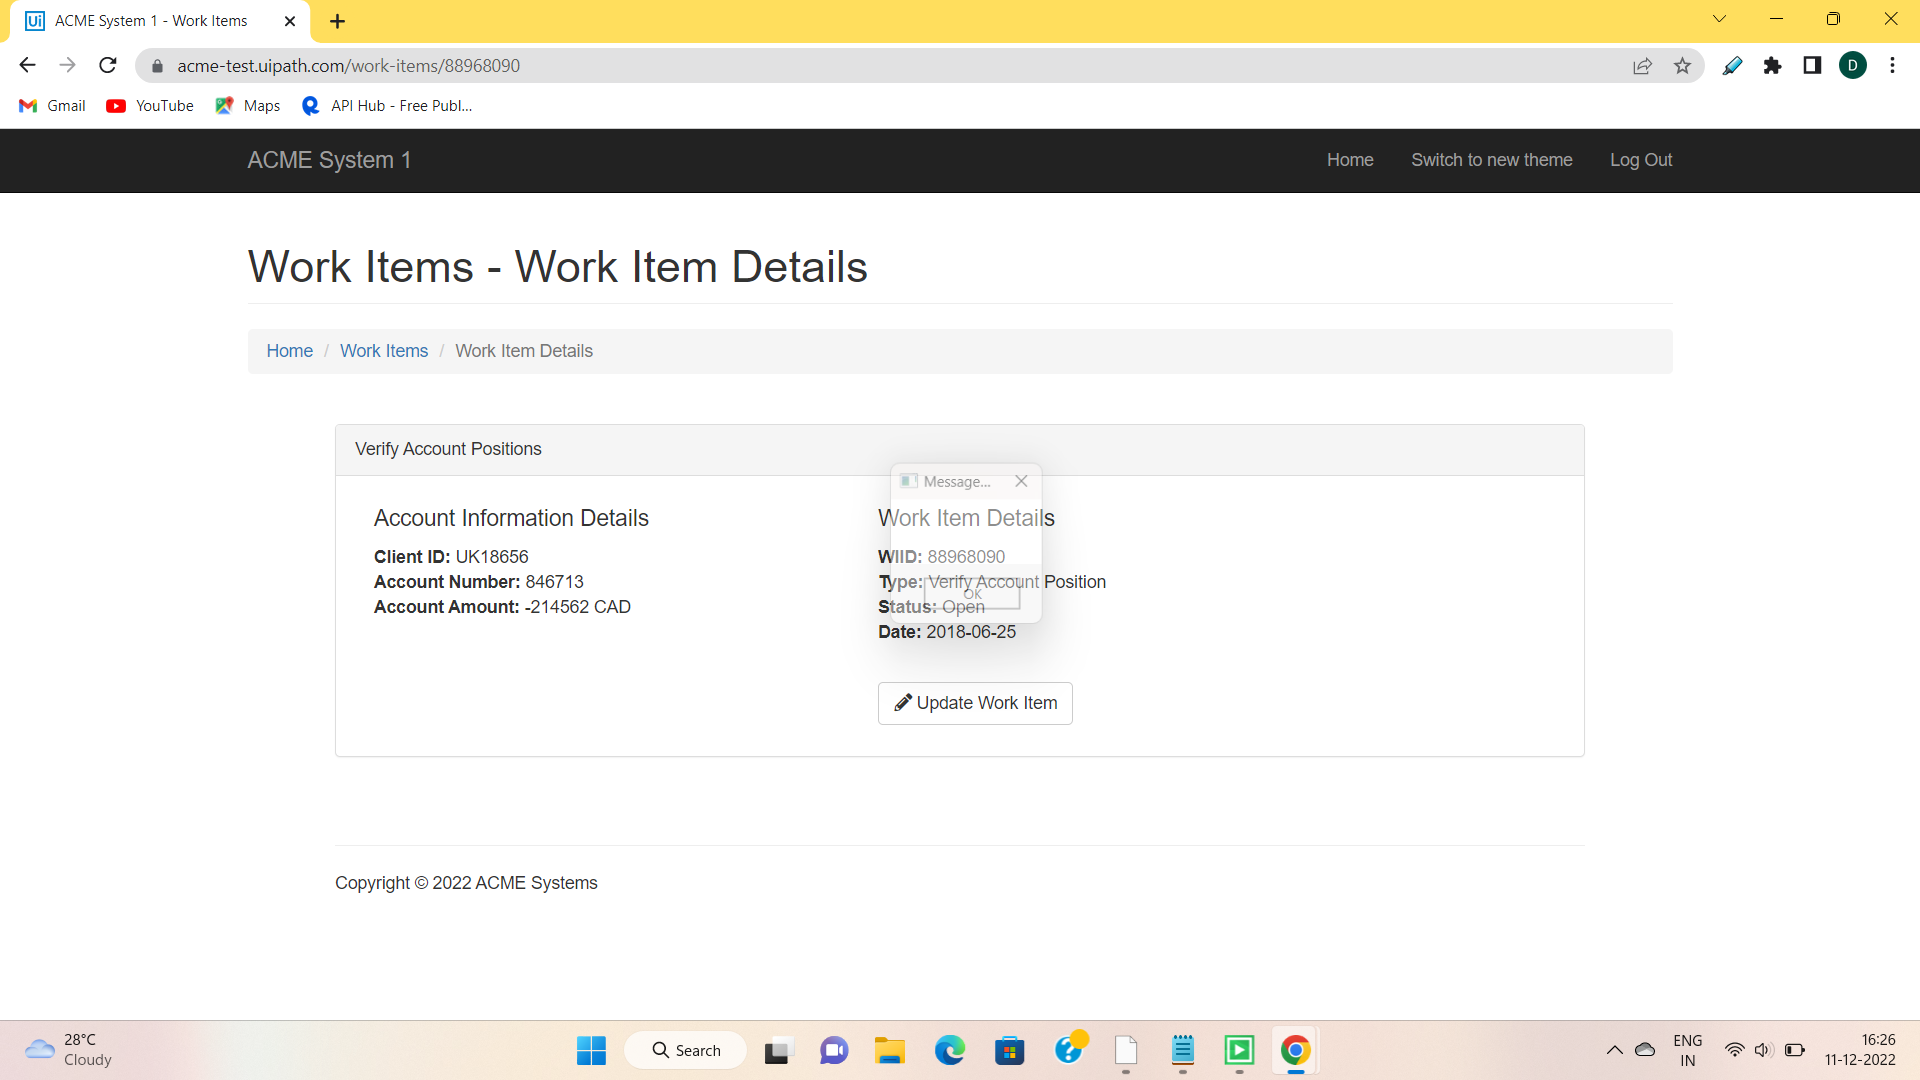 ACME System 1 - Work Items
acme-test.uipath.com/work-items/88968090
D
Gmail
YouTube
Maps
API Hub - Free Publ...
ACME System 1
Home
Switch to new theme
Log Out
Work Items - Work Item Details
Home / Work Items / Work Item Details
Verify Account Positions
Message...
Account Information Details
Client ID: UK18656
Account Number: 846713
Account Amount: -214562 CAD
Work Item Details
WIID: 88968090
Type: Verify Account Position
OK
Status: Open
Date: 2018-06-25
Update Work Item
Copyright © 2022 ACME Systems
28°C
Cloudy
Search
ENG
IN
16:26
11-12-2022